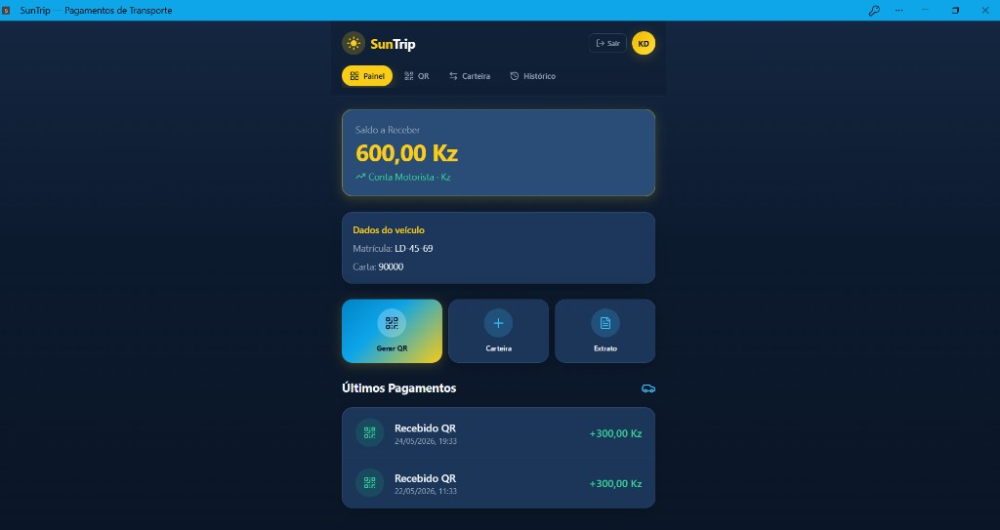 SunTrip — Pagamentos de Transporte
SunTrip
Sair
KD
Painel
QR
Carteira
Histórico
Saldo a Receber
600,00 Kz
Conta Motorista · Kz
Dados do veículo
Matrícula: LD-45-69
Carta: 90000
Gerar QR
Carteira
Extrato
Últimos Pagamentos
Recebido QR
+300,00 Kz
24/05/2026, 19:33
Recebido QR
+300,00 Kz
22/05/2026, 11:33